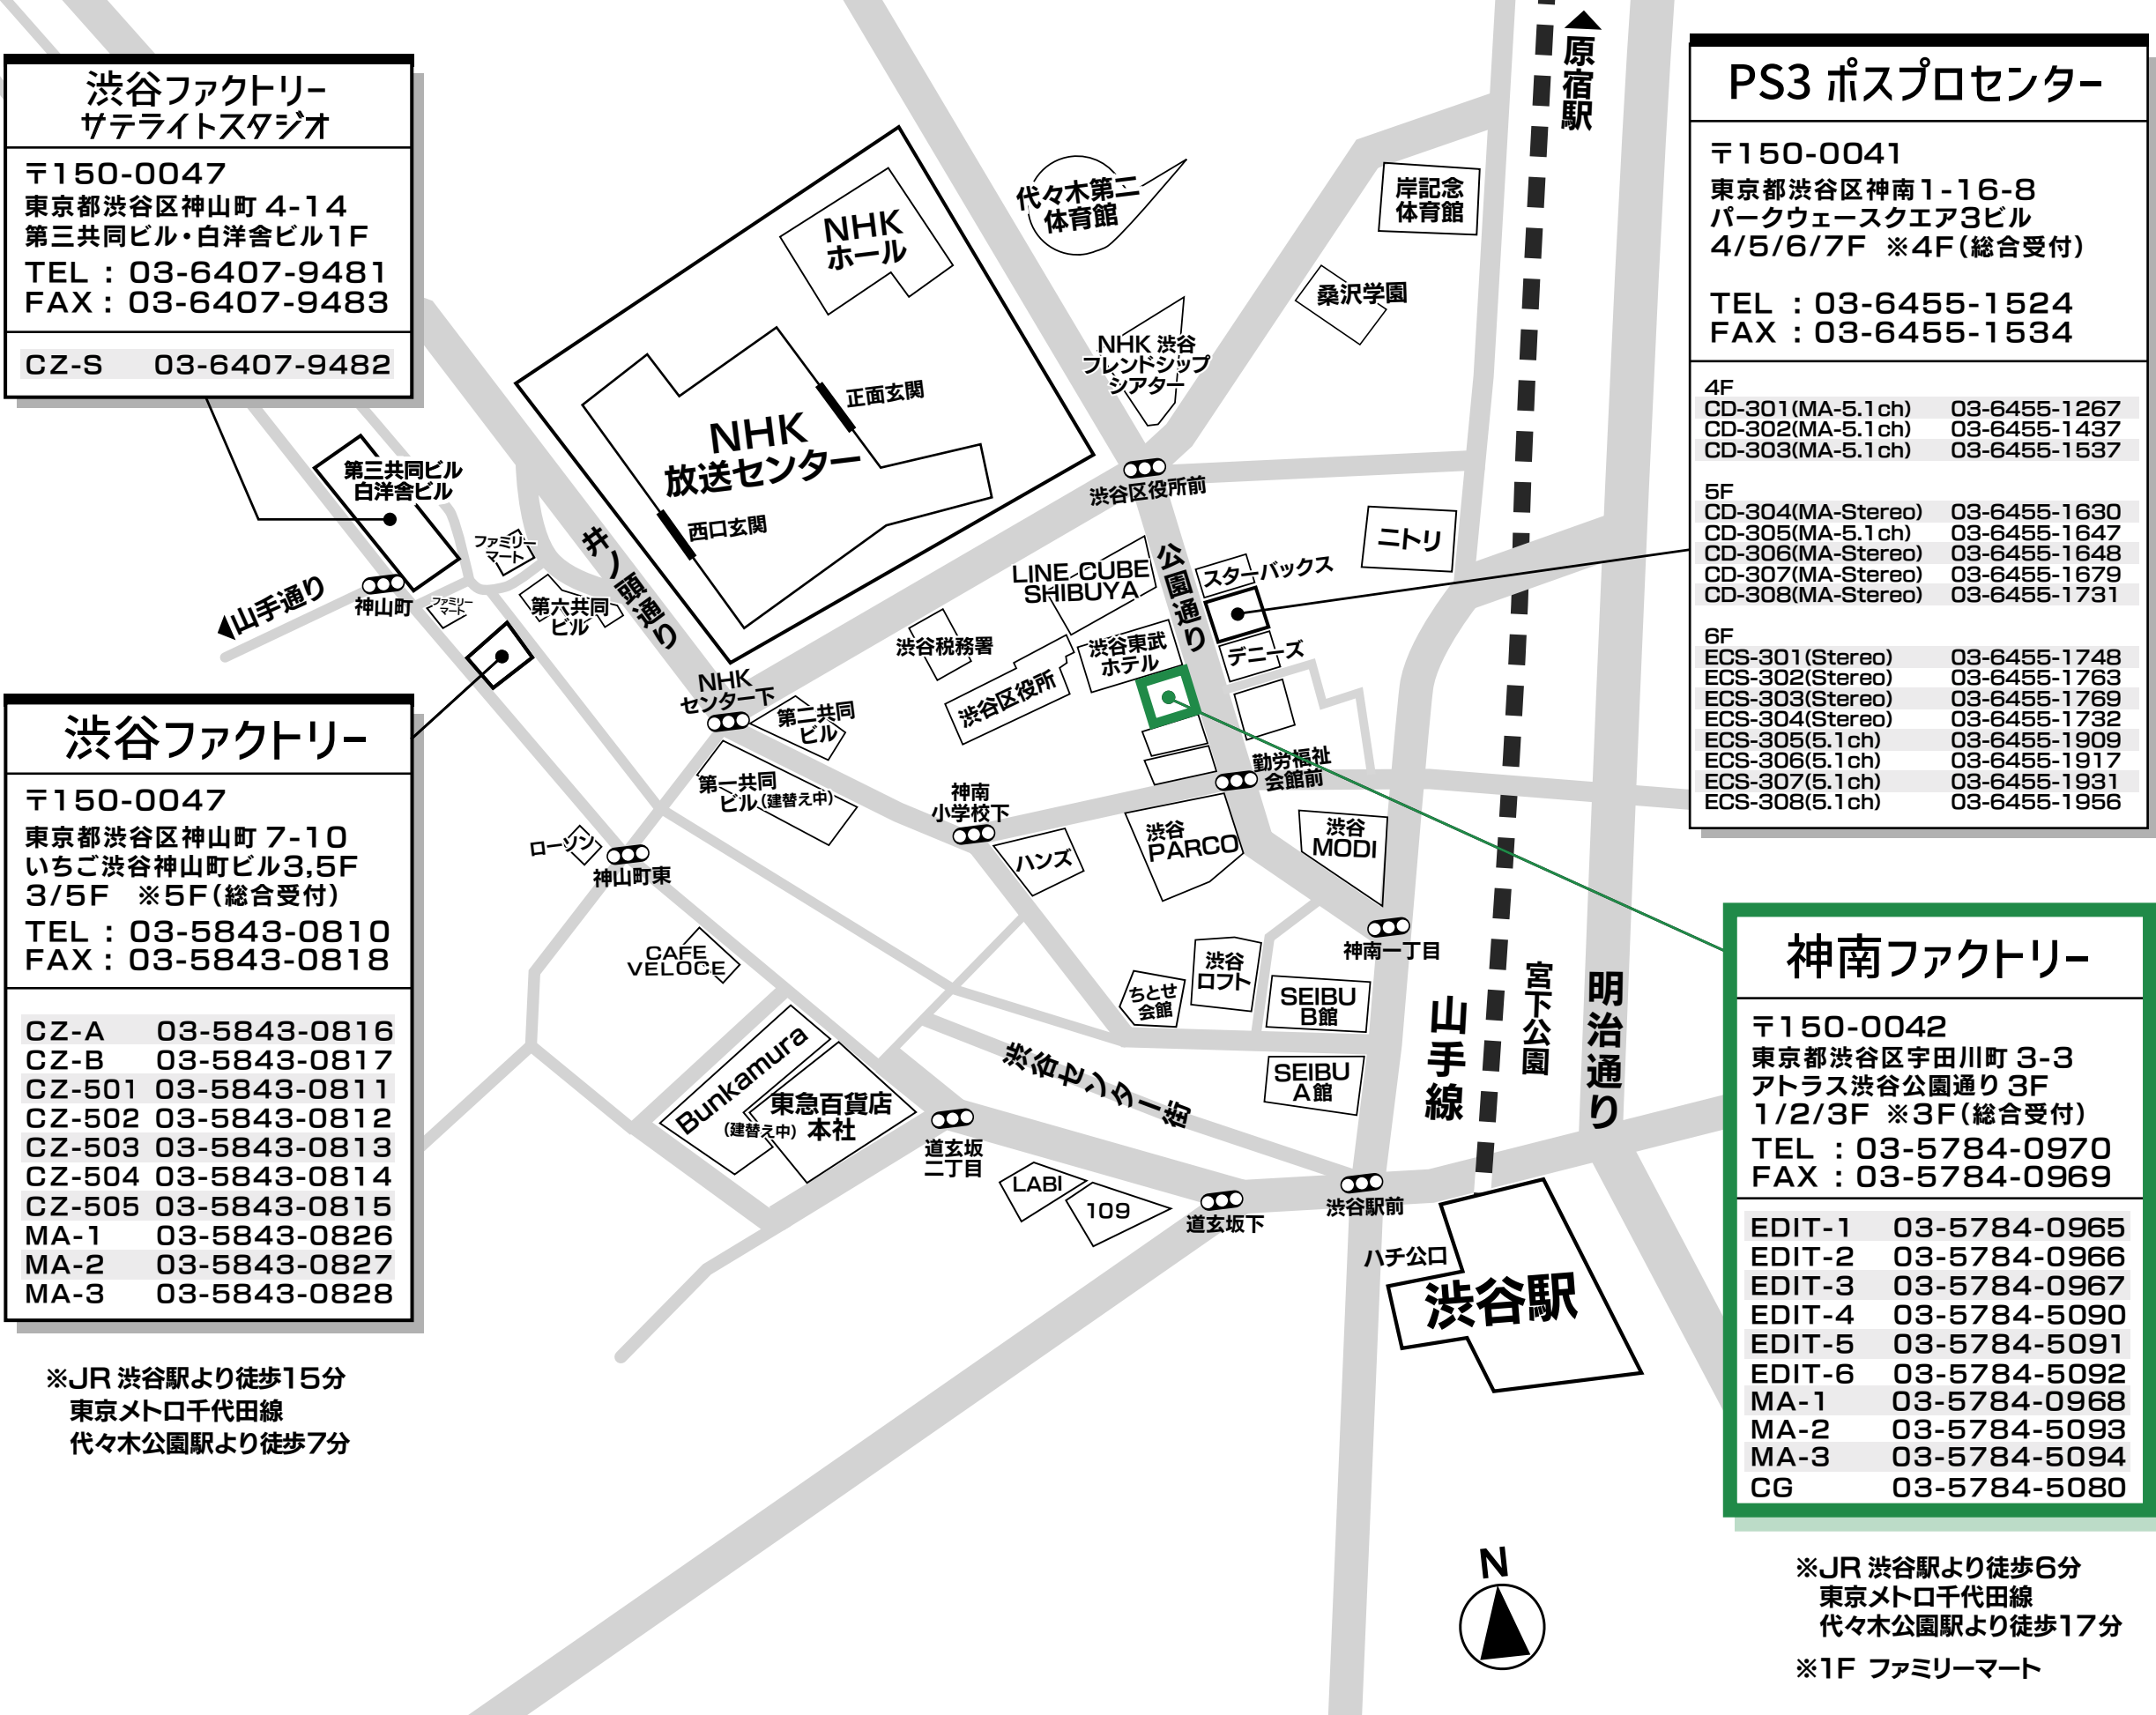 渋谷ファクトリー
サテライトスタジオ
〒150-0047
東京都渋谷区神山町 4-14
第三共同ビル・白洋舎ビル1F
TEL : 03-6407-9481
FAX : 03-6407-9483
CZ-S 03-6407-9482
渋谷ファクトリー
〒150-0047
東京都渋谷区神山町 7-10
いちご渋谷神山町ビル3,5F
3/5F ※5F(総合受付)
TEL : 03-5843-0810
FAX : 03-5843-0818
CZ-A 03-5843-0816
CZ-B 03-5843-0817
CZ-501 03-5843-0811
CZ-502 03-5843-0812
CZ-503 03-5843-0813
CZ-504 03-5843-0814
CZ-505 03-5843-0815
MA-1 03-5843-0826
MA-2 03-5843-0827
MA-3 03-5843-0828
※JR 渋谷駅より徒歩15分
東京メトロ千代田線
代々木公園駅より徒歩7分
PS3 ポスプロセンター
〒150-0041
東京都渋谷区神南1-16-8
パークウェースクエア3ビル
4/5/6/7F ※4F(総合受付)
TEL : 03-6455-1524
FAX : 03-6455-1534
4F
CD-301(MA-5.1ch) 03-6455-1267
CD-302(MA-5.1ch) 03-6455-1437
CD-303(MA-5.1ch) 03-6455-1537
5F
CD-304(MA-Stereo) 03-6455-1630
CD-305(MA-5.1ch) 03-6455-1647
CD-306(MA-Stereo) 03-6455-1648
CD-307(MA-Stereo) 03-6455-1679
CD-308(MA-Stereo) 03-6455-1731
6F
ECS-301(Stereo) 03-6455-1748
ECS-302(Stereo) 03-6455-1763
ECS-303(Stereo) 03-6455-1769
ECS-304(Stereo) 03-6455-1732
ECS-305(5.1ch) 03-6455-1909
ECS-306(5.1ch) 03-6455-1917
ECS-307(5.1ch) 03-6455-1931
ECS-308(5.1ch) 03-6455-1956
神南ファクトリー
〒150-0042
東京都渋谷区宇田川町 3-3
アトラス渋谷公園通り 3F
1/2/3F ※3F(総合受付)
TEL : 03-5784-0970
FAX : 03-5784-0969
EDIT-1 03-5784-0965
EDIT-2 03-5784-0966
EDIT-3 03-5784-0967
EDIT-4 03-5784-5090
EDIT-5 03-5784-5091
EDIT-6 03-5784-5092
MA-1 03-5784-0968
MA-2 03-5784-5093
MA-3 03-5784-5094
CG 03-5784-5080
※JR 渋谷駅より徒歩6分
東京メトロ千代田線
代々木公園駅より徒歩17分
※1F ファミリーマート
▲原宿駅
NHK
ホール
代々木第二
体育館
岸記念
体育館
桑沢学園
NHK 渋谷
フレンドシップ
シアター
正面玄関
NHK
放送センター
西口玄関
第三共同ビル
白洋舎ビル
ファミリー
マート
神山町
◀山手通り
ファミリー
マート
第六共同
ビル
井ノ頭通り
渋谷区役所前
公園通り
ニトリ
スターバックス
LINE CUBE
SHIBUYA
渋谷税務署
渋谷東武
ホテル
デニーズ
渋谷区役所
NHK
センター下
第二共同
ビル
第一共同
ビル(建替え中)
勤労福祉
会館前
神南
小学校下
ハンズ
渋谷
PARCO
渋谷
MODI
ローソン
神山町東
神南一丁目
CAFE
VELOCE
渋谷
ロフト
ちとせ
会館
SEIBU
B館
SEIBU
A館
宮下公園
明治通り
山手線
渋谷センター街
Bunkamura
(建替え中)
東急百貨店
本社
道玄坂
二丁目
LABI
109
道玄坂下
渋谷駅前
ハチ公口
渋谷駅
N